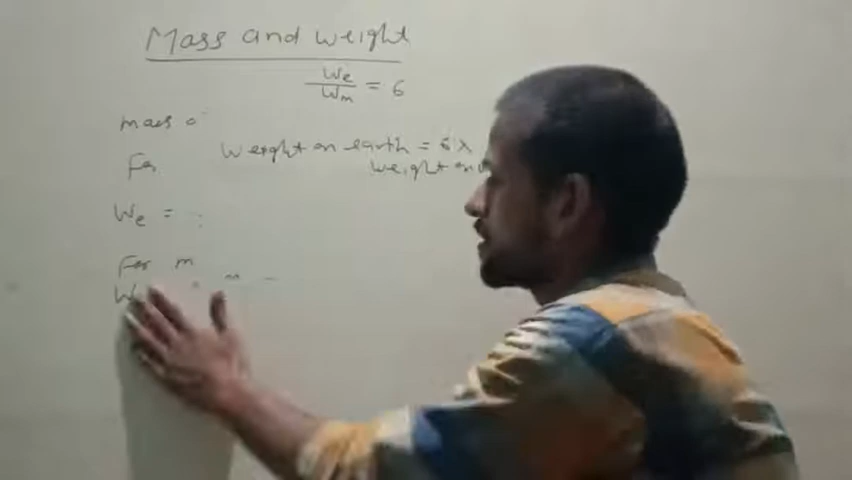 Mass and weight
We/Wm = 6
mass o
For
weight on earth = 6 x
weight on
We =
For m
W